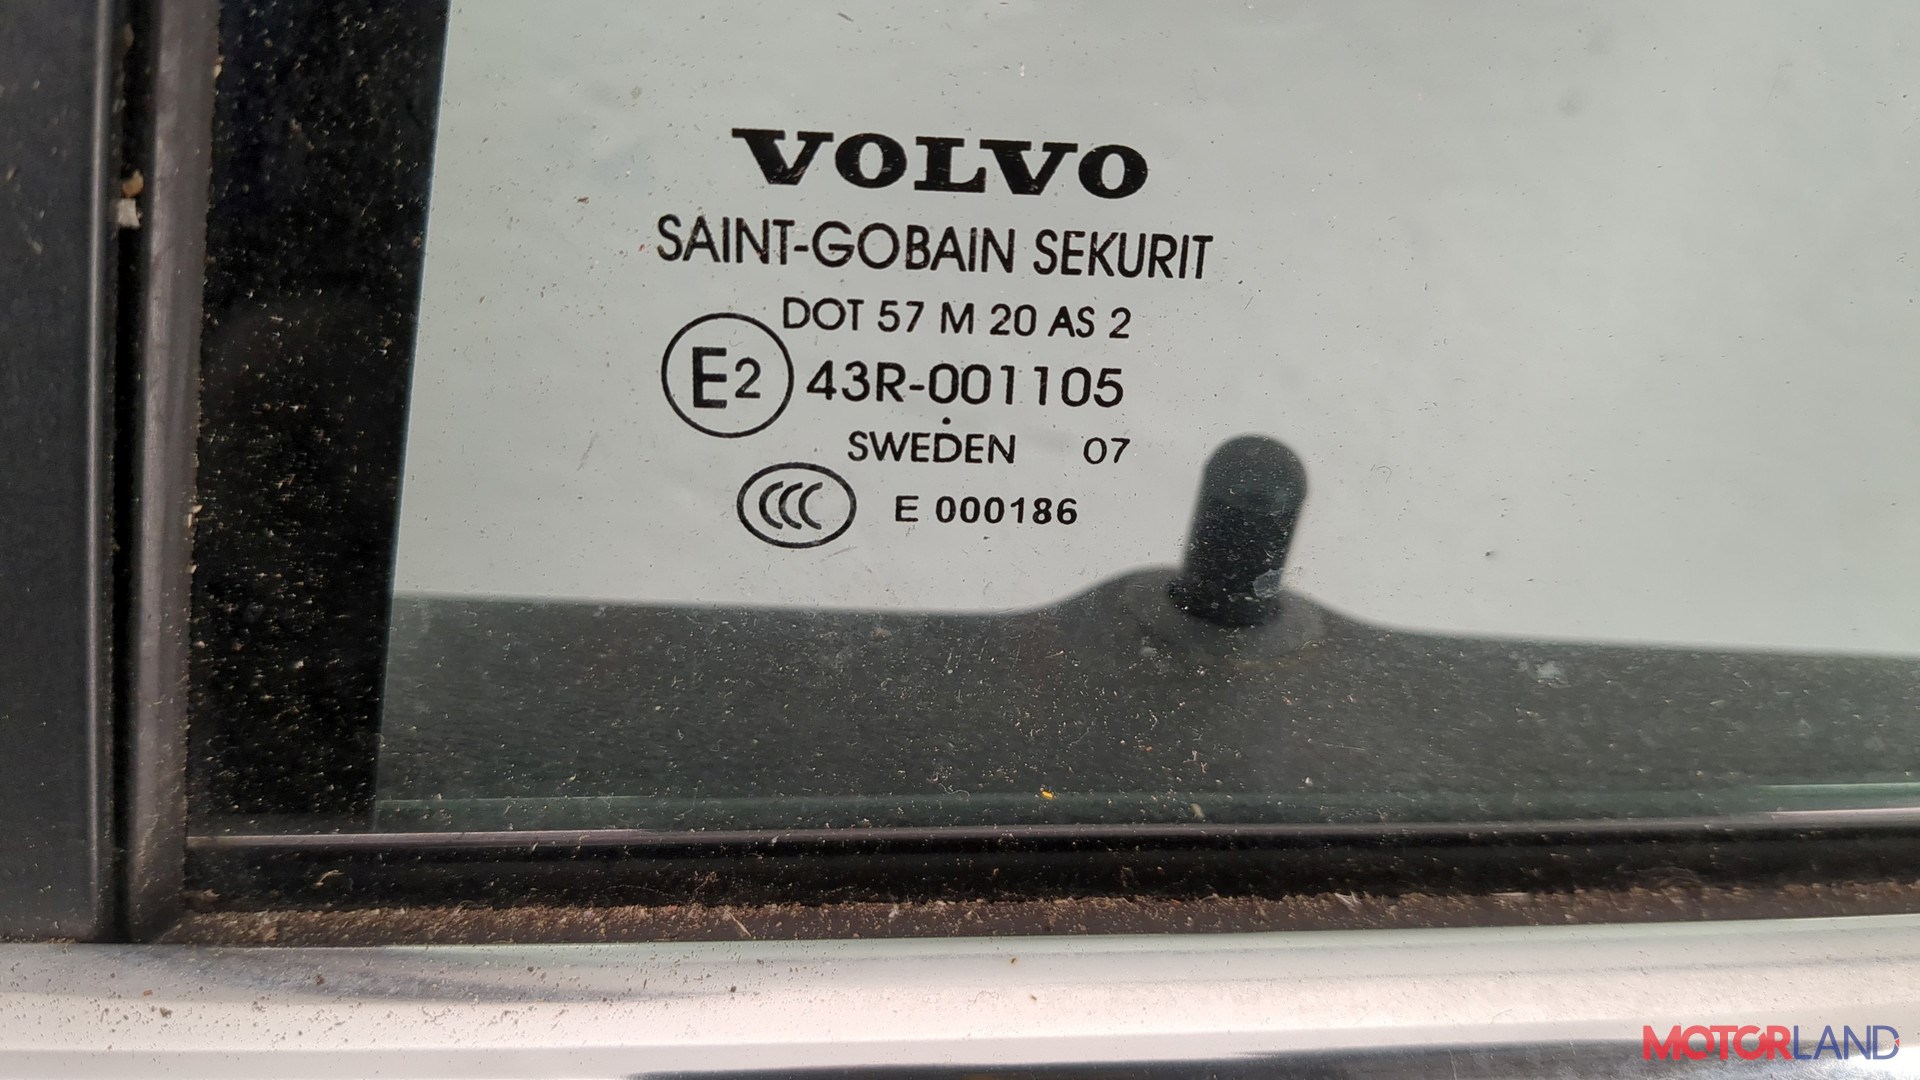 VOLVO
SAINT-GOBAIN SEKURIT
DOT 57 M 20 AS 2
E2 43R-001105
SWEDEN 07
CCC E 000186
MOTORLAND